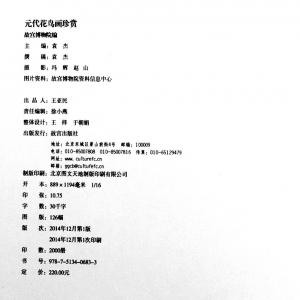 元代花鸟画珍赏
故宫博物院编
主 编：袁 杰
撰 稿：袁 杰
摄 影：冯 辉 赵 山
图片资料：故宫博物院资料信息中心
出 品 人：王亚民
责任编辑：徐小燕
整体设计：王 梓 于朝娟
出版发行：故宫出版社
地址：北京东城区景山前街4号 邮编：100009
电话：010-85007808 010-85007816 传真：010-65129479
网址：www.culturefc.cn
邮箱：ggcb@culturefc.cn
制版印刷：北京图文天地制版印刷有限公司
开 本：889×1194毫米 1/16
印 张：10.75
字 数：30千字
图 版：126幅
版 次：2014年12月第1版
2014年12月第1次印刷
印 数：2000册
书 号：978-7-5134-0683-3
定 价：220.00元